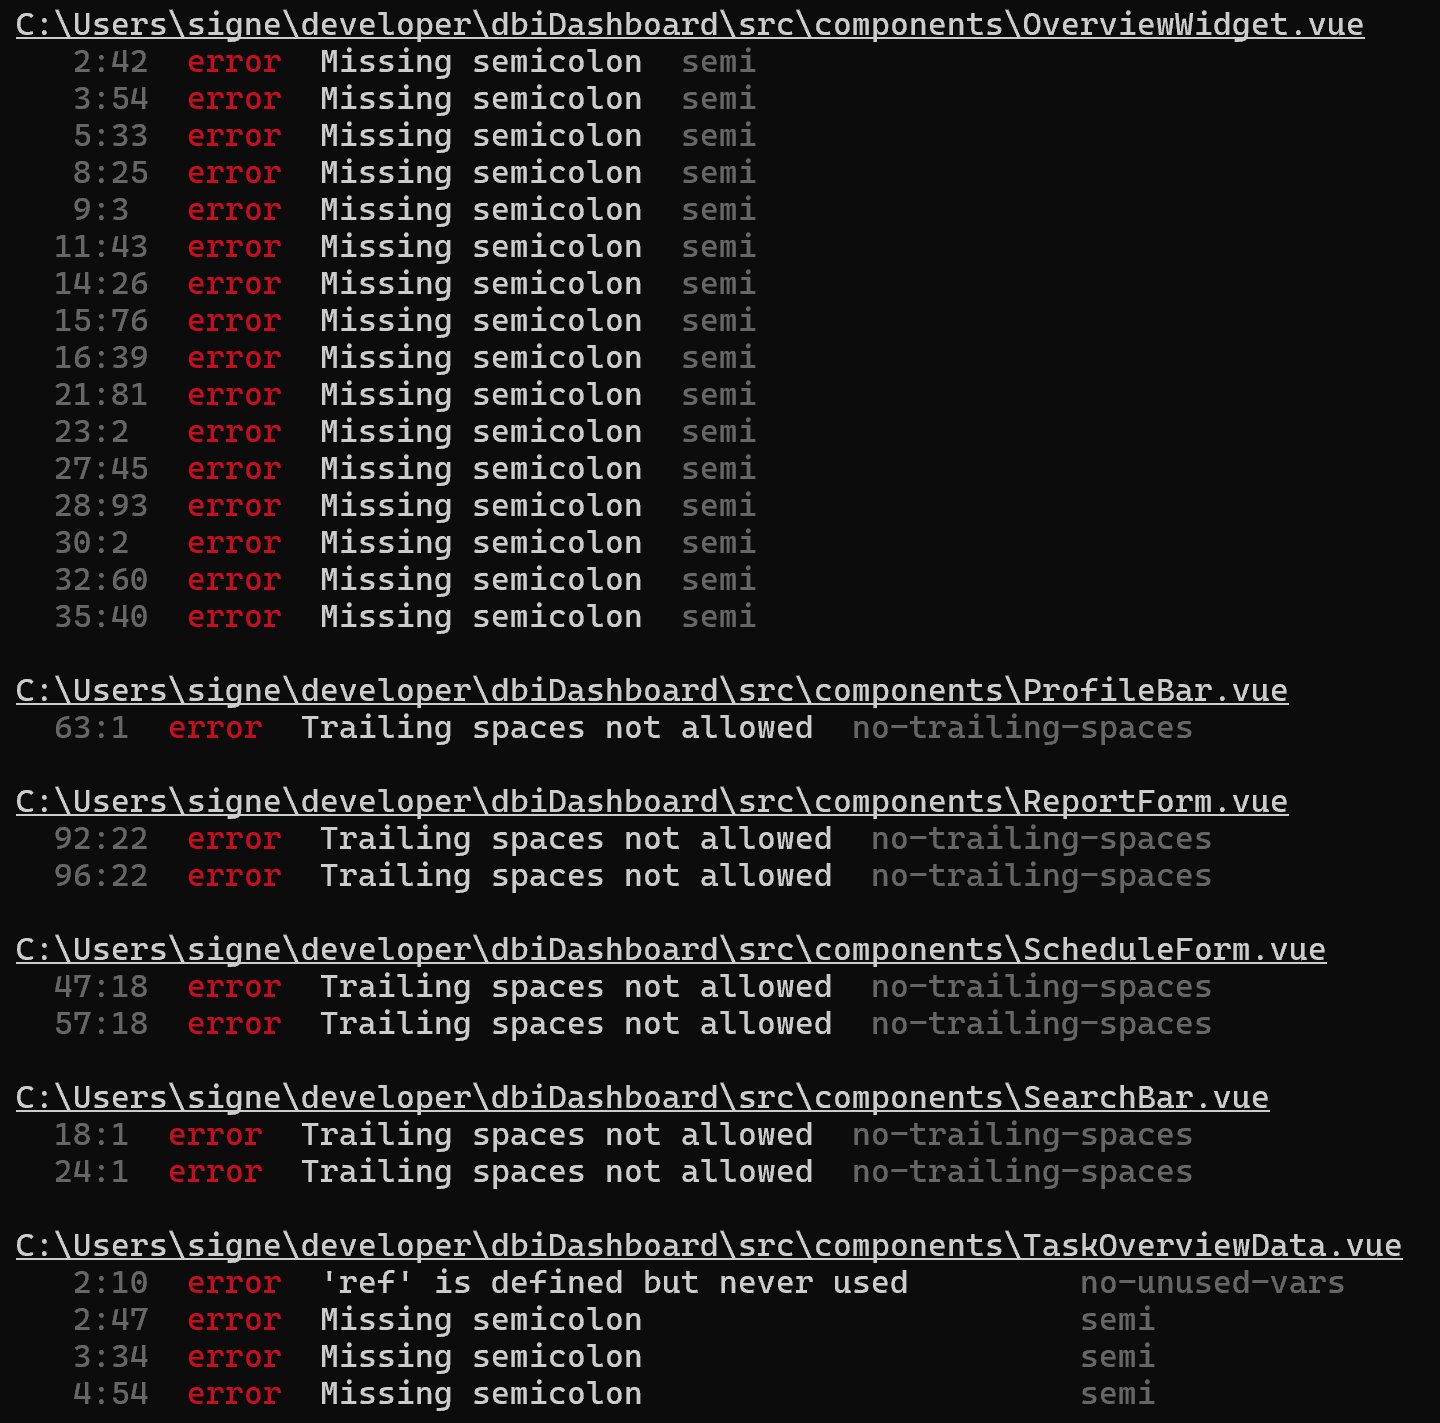 C:\Users\signe\developer\dbiDashboard\src\components\OverviewWidget.vue
2:42 error Missing semicolon semi
3:54 error Missing semicolon semi
5:33 error Missing semicolon semi
8:25 error Missing semicolon semi
9:3 error Missing semicolon semi
11:43 error Missing semicolon semi
14:26 error Missing semicolon semi
15:76 error Missing semicolon semi
16:39 error Missing semicolon semi
21:81 error Missing semicolon semi
23:2 error Missing semicolon semi
27:45 error Missing semicolon semi
28:93 error Missing semicolon semi
30:2 error Missing semicolon semi
32:60 error Missing semicolon semi
35:40 error Missing semicolon semi
C:\Users\signe\developer\dbiDashboard\src\components\ProfileBar.vue
63:1 error Trailing spaces not allowed no-trailing-spaces
C:\Users\signe\developer\dbiDashboard\src\components\ReportForm.vue
92:22 error Trailing spaces not allowed no-trailing-spaces
96:22 error Trailing spaces not allowed no-trailing-spaces
C:\Users\signe\developer\dbiDashboard\src\components\ScheduleForm.vue
47:18 error Trailing spaces not allowed no-trailing-spaces
57:18 error Trailing spaces not allowed no-trailing-spaces
C:\Users\signe\developer\dbiDashboard\src\components\SearchBar.vue
18:1 error Trailing spaces not allowed no-trailing-spaces
24:1 error Trailing spaces not allowed no-trailing-spaces
C:\Users\signe\developer\dbiDashboard\src\components\TaskOverviewData.vue
2:10 error 'ref' is defined but never used no-unused-vars
2:47 error Missing semicolon semi
3:34 error Missing semicolon semi
4:54 error Missing semicolon semi